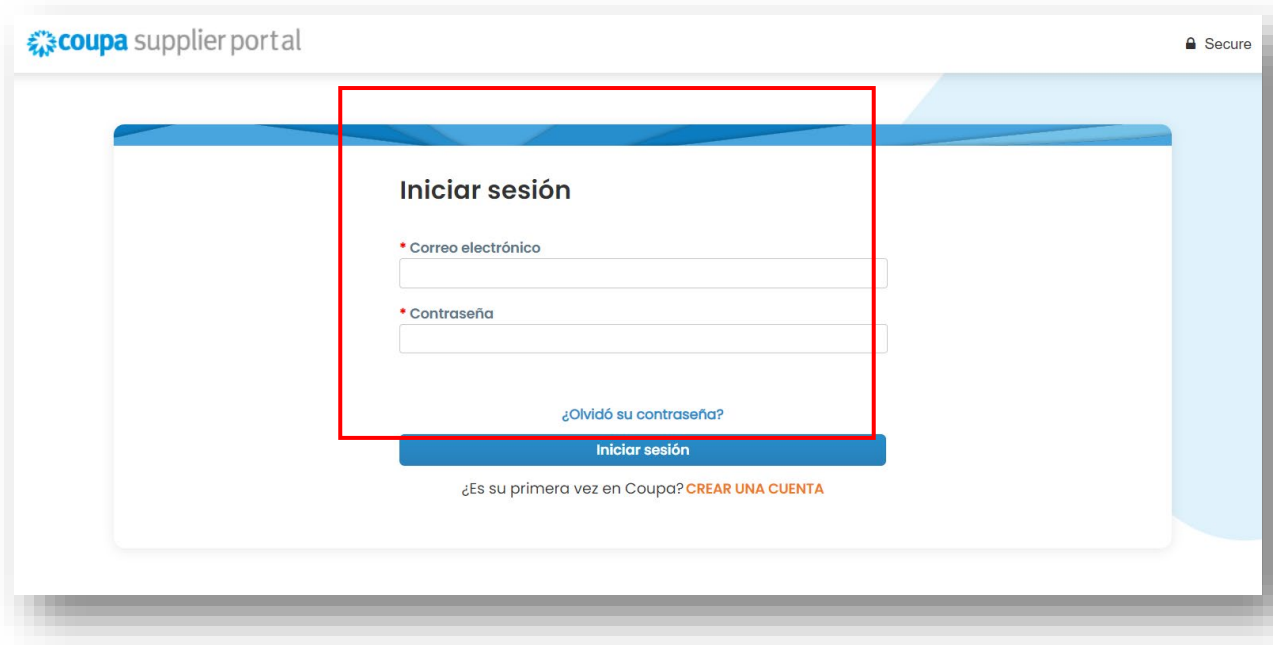 coupa supplier portal
Secure
Iniciar sesión
* Correo electrónico
* Contraseña
¿Olvidó su contraseña?
Iniciar sesión
¿Es su primera vez en Coupa? CREAR UNA CUENTA